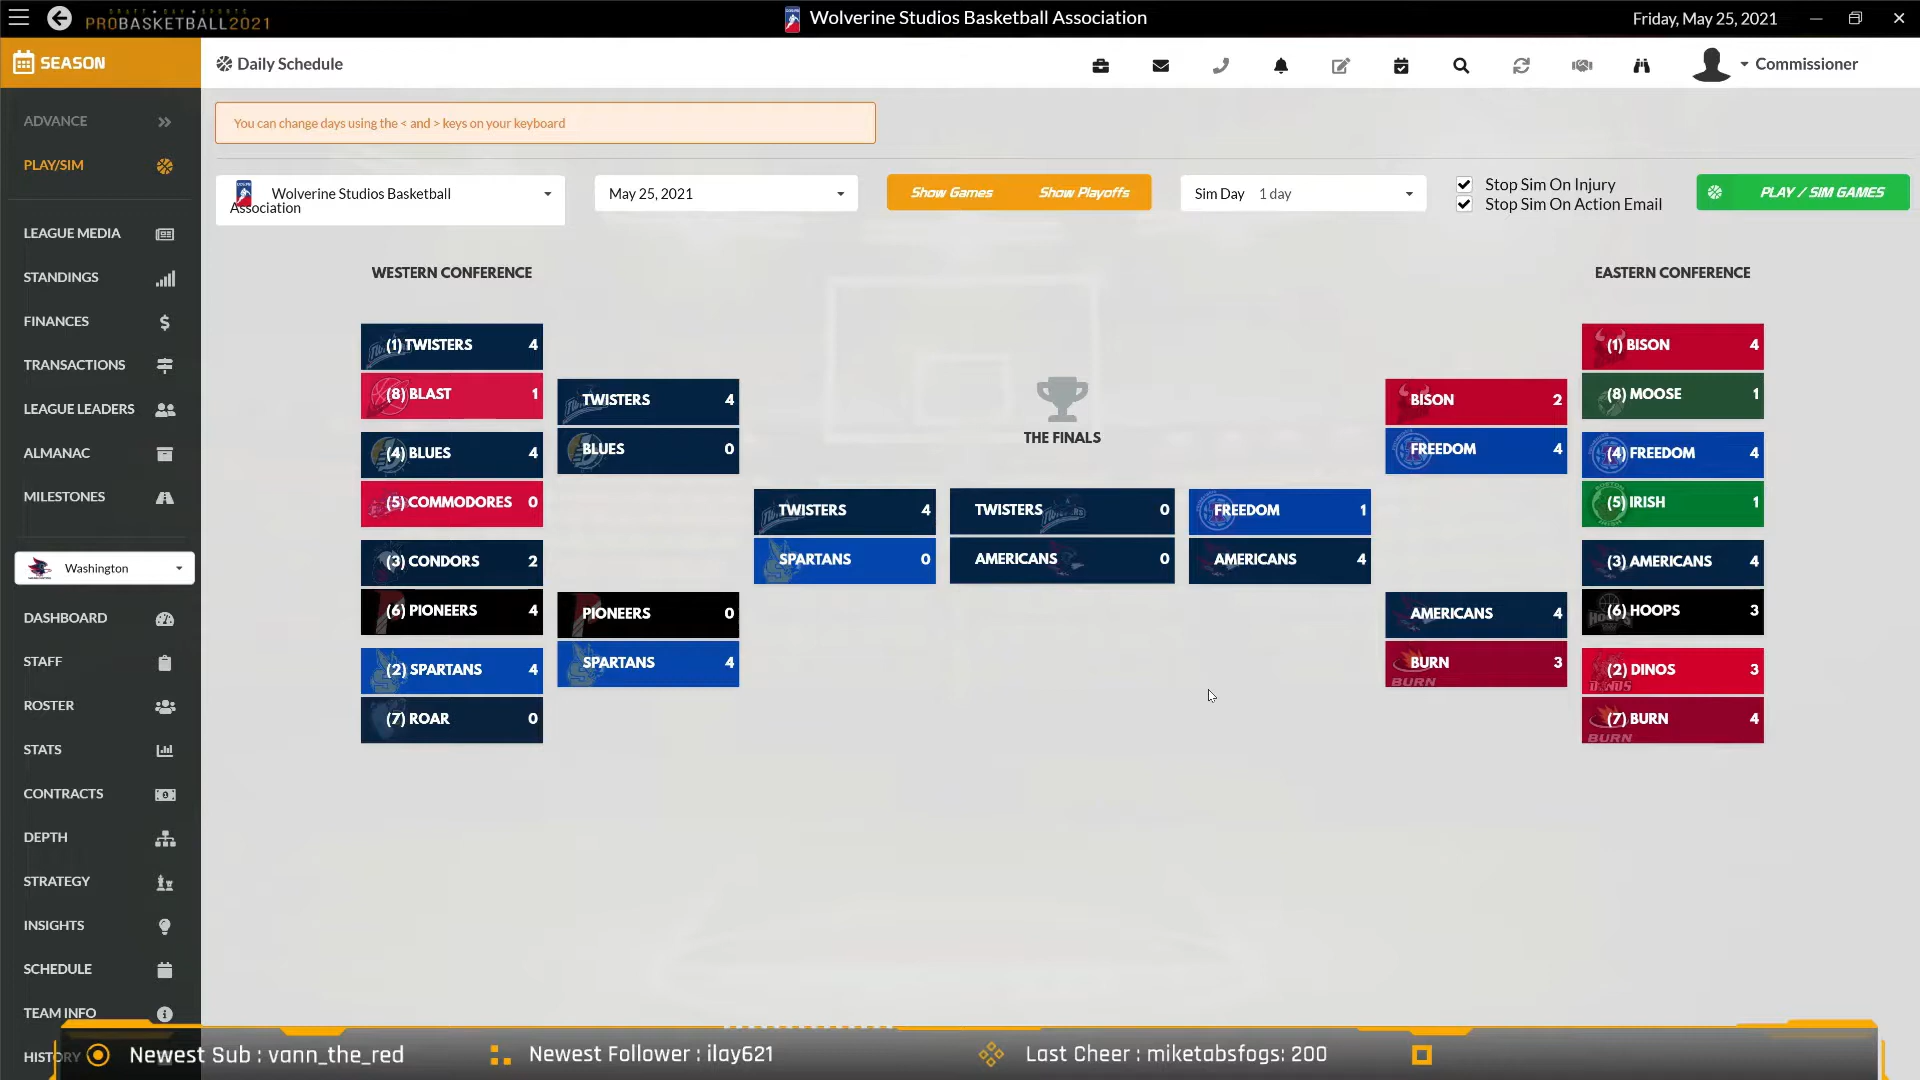 DRAFT DAY SPORTS
PROBASKETBALL2021
Wolverine Studios Basketball Association
Friday, May 25, 2021
SEASON
Daily Schedule
Commissioner
ADVANCE
PLAY/SIM
LEAGUE MEDIA
STANDINGS
FINANCES
TRANSACTIONS
LEAGUE LEADERS
ALMANAC
MILESTONES
Washington
DASHBOARD
STAFF
ROSTER
STATS
CONTRACTS
DEPTH
STRATEGY
INSIGHTS
SCHEDULE
TEAM INFO
HISTORY
You can change days using the < and > keys on your keyboard
Wolverine Studios Basketball
Association
May 25, 2021
Show Games
Show Playoffs
Sim Day 1 day
Stop Sim On Injury
Stop Sim On Action Email
PLAY / SIM GAMES
WESTERN CONFERENCE
(1) TWISTERS 4
(8) BLAST 1
(4) BLUES 4
(5) COMMODORES 0
(3) CONDORS 2
(6) PIONEERS 4
(2) SPARTANS 4
(7) ROAR 0
TWISTERS 4
BLUES 0
PIONEERS 0
SPARTANS 4
TWISTERS 4
SPARTANS 0
THE FINALS
TWISTERS 0
AMERICANS 0
FREEDOM 1
AMERICANS 4
BISON 2
FREEDOM 4
AMERICANS 4
BURN 3
BURN
EASTERN CONFERENCE
(1) BISON 4
(8) MOOSE 1
(4) FREEDOM 4
(5) IRISH 1
(3) AMERICANS 4
(6) HOOPS 3
(2) DINOS 3
(7) BURN 4
BURN
Newest Sub : vann_the_red
Newest Follower : ilay621
Last Cheer : miketabsfogs: 200